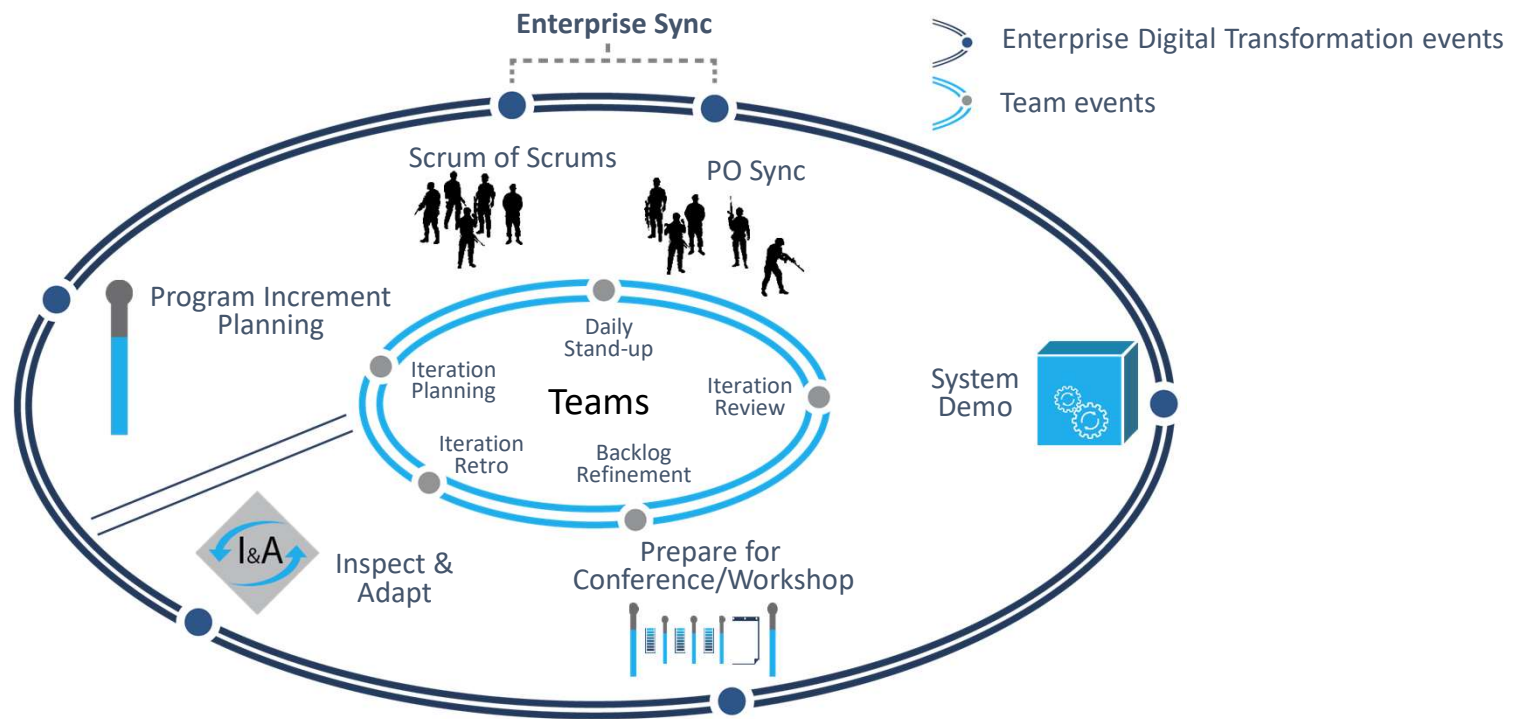 Enterprise Sync
Enterprise Digital Transformation events
Team events
Scrum of Scrums
PO Sync
Program Increment
Planning
Daily
Stand-up
Iteration
Planning
Teams
Iteration
Review
System
Demo
Iteration
Retro
Backlog
Refinement
I&A
Inspect &
Adapt
Prepare for
Conference/Workshop